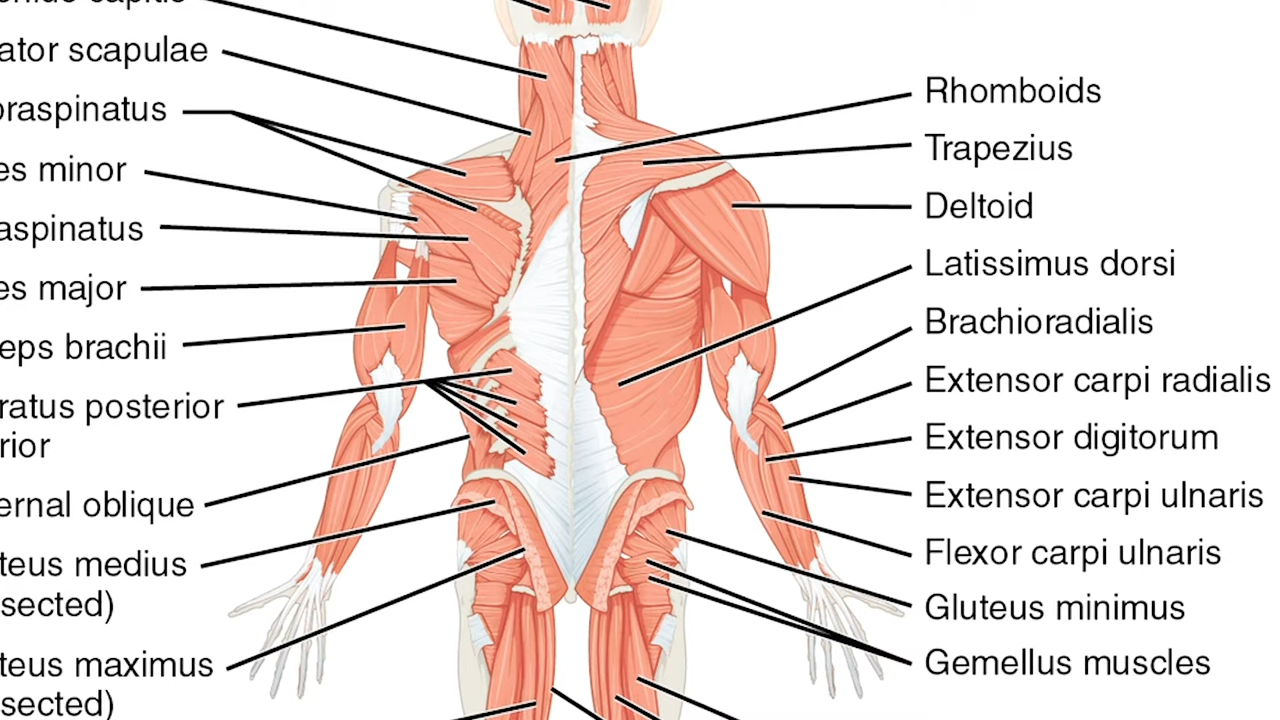 ator scapulae
praspinatus
es minor
aspinatus
es major
eps brachii
ratus posterior
rior
ernal oblique
teus medius
sected)
teus maximus
sected)
Rhomboids
Trapezius
Deltoid
Latissimus dorsi
Brachioradialis
Extensor carpi radialis
Extensor digitorum
Extensor carpi ulnaris
Flexor carpi ulnaris
Gluteus minimus
Gemellus muscles